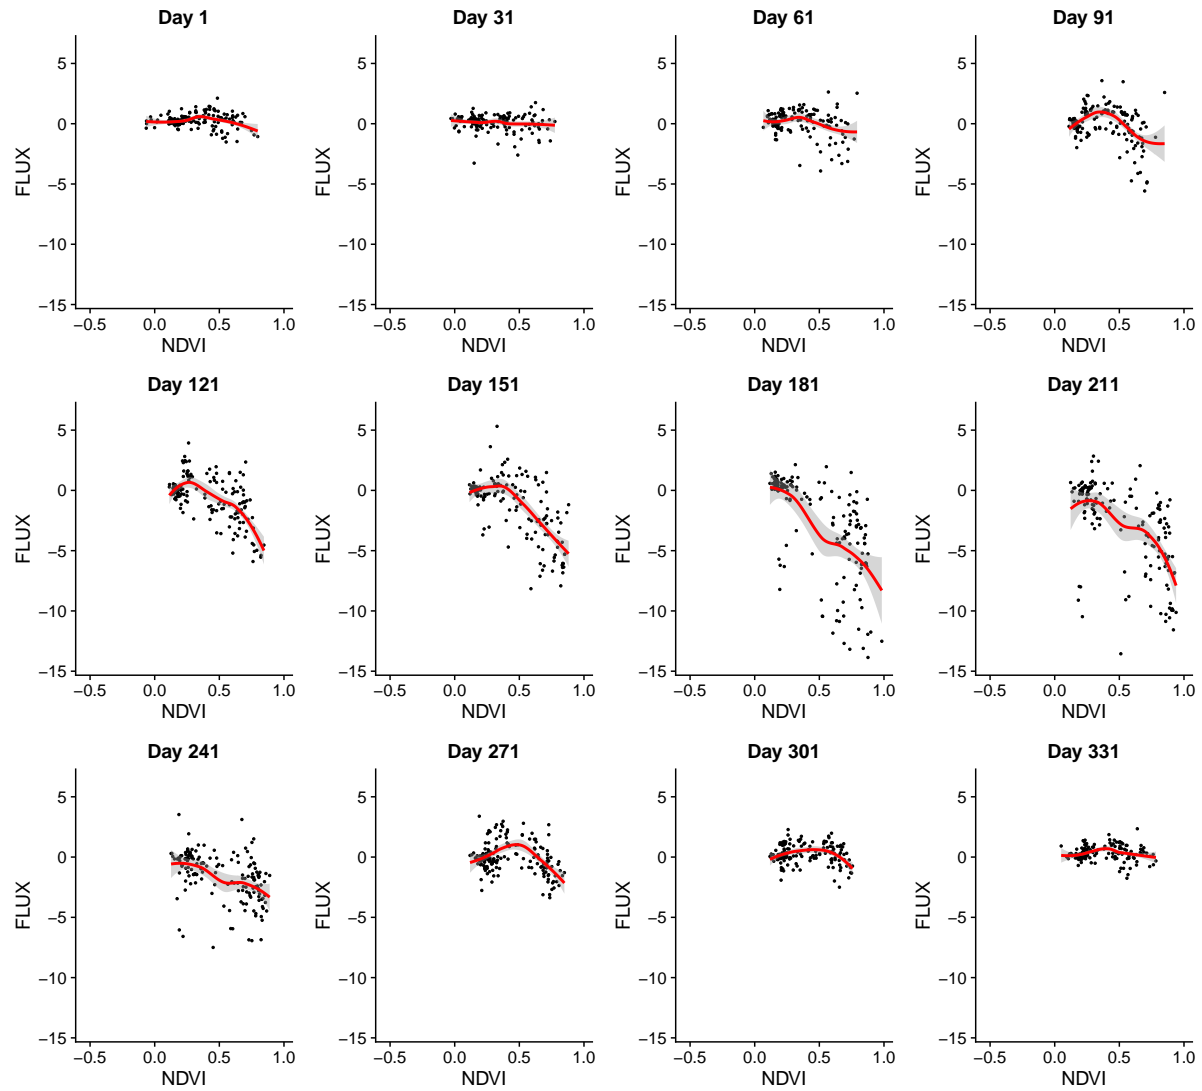 Day 1 Day 31 Day 61 Day 91
5 5 5 5
0 0 0 0
−5 −5 −5 −5
−10 −10 −10 −10
−15 −15 −15 −15
FLUX FLUX FLUX FLUX
−0.5 0.0 0.5 1.0 −0.5 0.0 0.5 1.0 −0.5 0.0 0.5 1.0 −0.5 0.0 0.5 1.0
NDVI NDVI NDVI NDVI
Day 121 Day 151 Day 181 Day 211
5 5 5 5
0 0 0 0
−5 −5 −5 −5
−10 −10 −10 −10
−15 −15 −15 −15
FLUX FLUX FLUX FLUX
−0.5 0.0 0.5 1.0 −0.5 0.0 0.5 1.0 −0.5 0.0 0.5 1.0 −0.5 0.0 0.5 1.0
NDVI NDVI NDVI NDVI
Day 241 Day 271 Day 301 Day 331
5 5 5 5
0 0 0 0
−5 −5 −5 −5
−10 −10 −10 −10
−15 −15 −15 −15
FLUX FLUX FLUX FLUX
−0.5 0.0 0.5 1.0 −0.5 0.0 0.5 1.0 −0.5 0.0 0.5 1.0 −0.5 0.0 0.5 1.0
NDVI NDVI NDVI NDVI